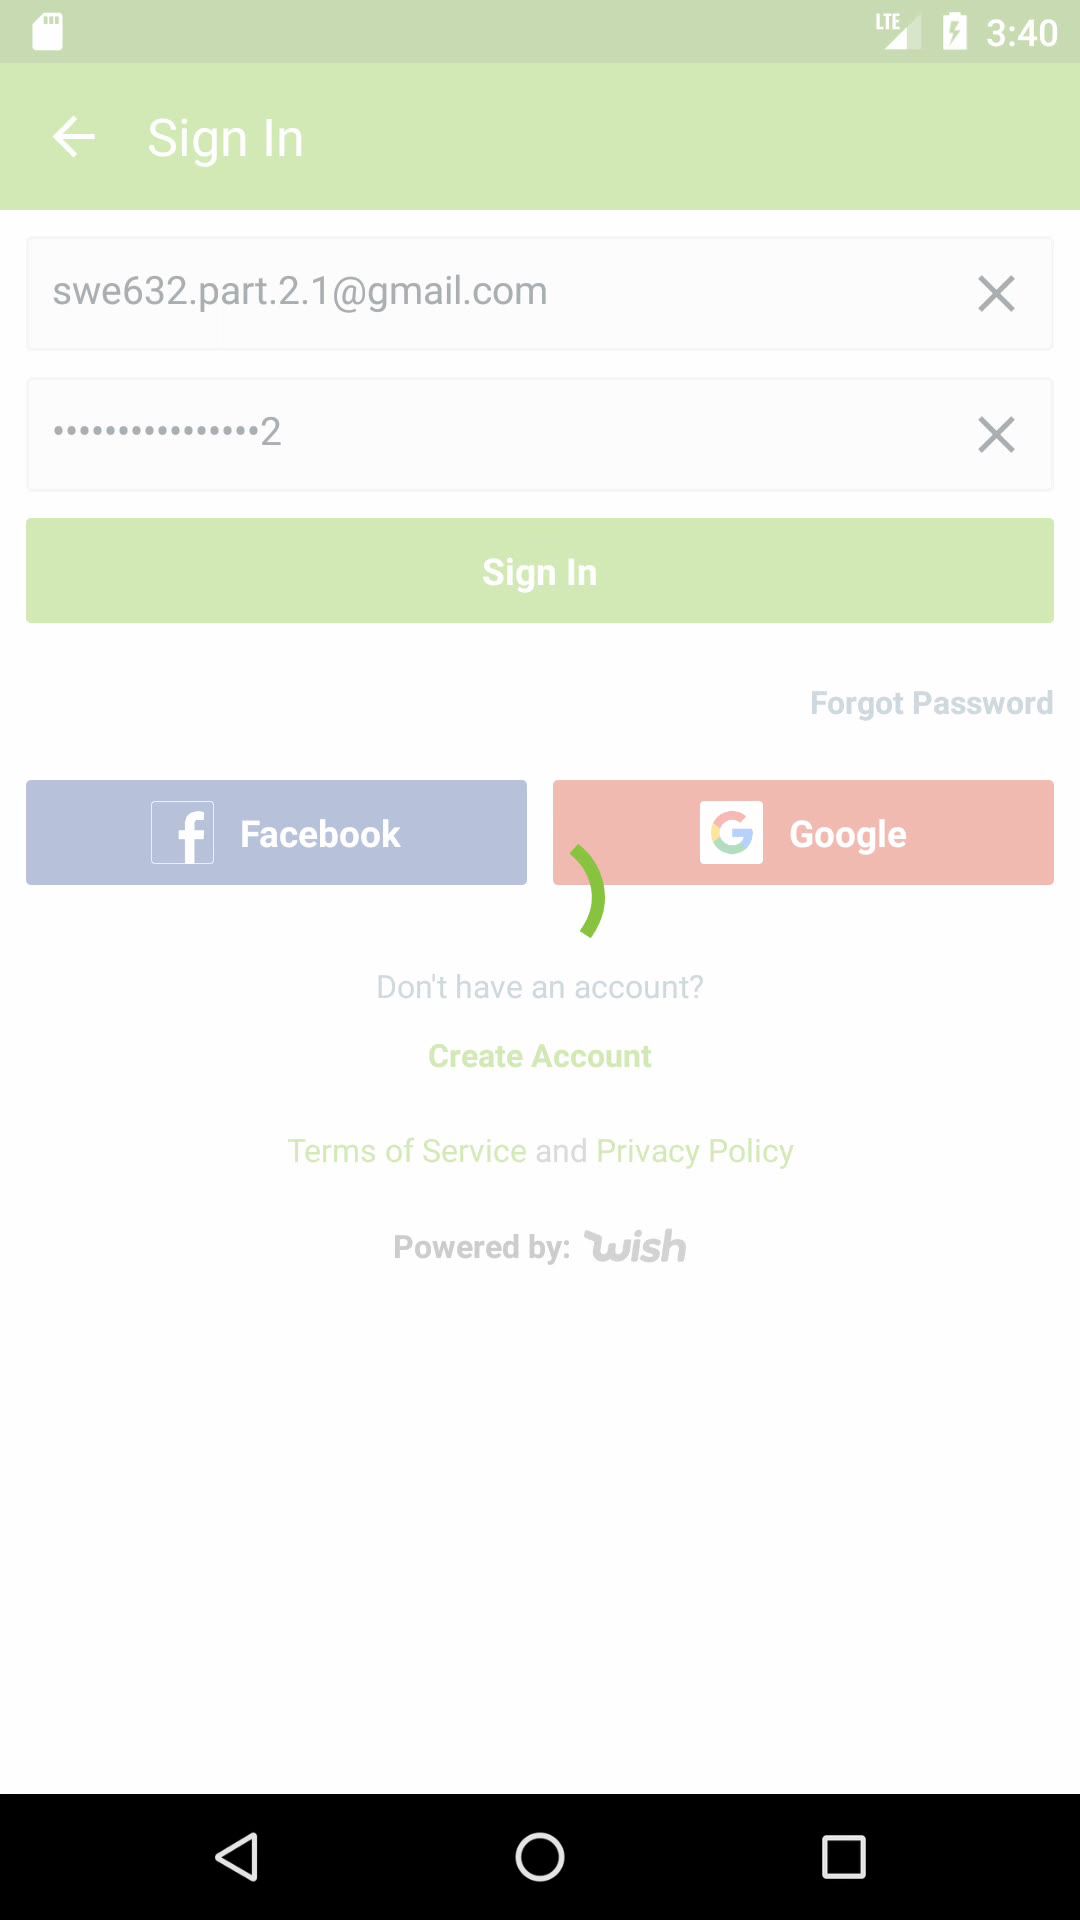 LTE 3:40
Sign In
swe632.part.2.1@gmail.com
•••••••••••••••••2
Sign In
Forgot Password
Facebook
Google
Don't have an account?
Create Account
Terms of Service and Privacy Policy
Powered by: wish